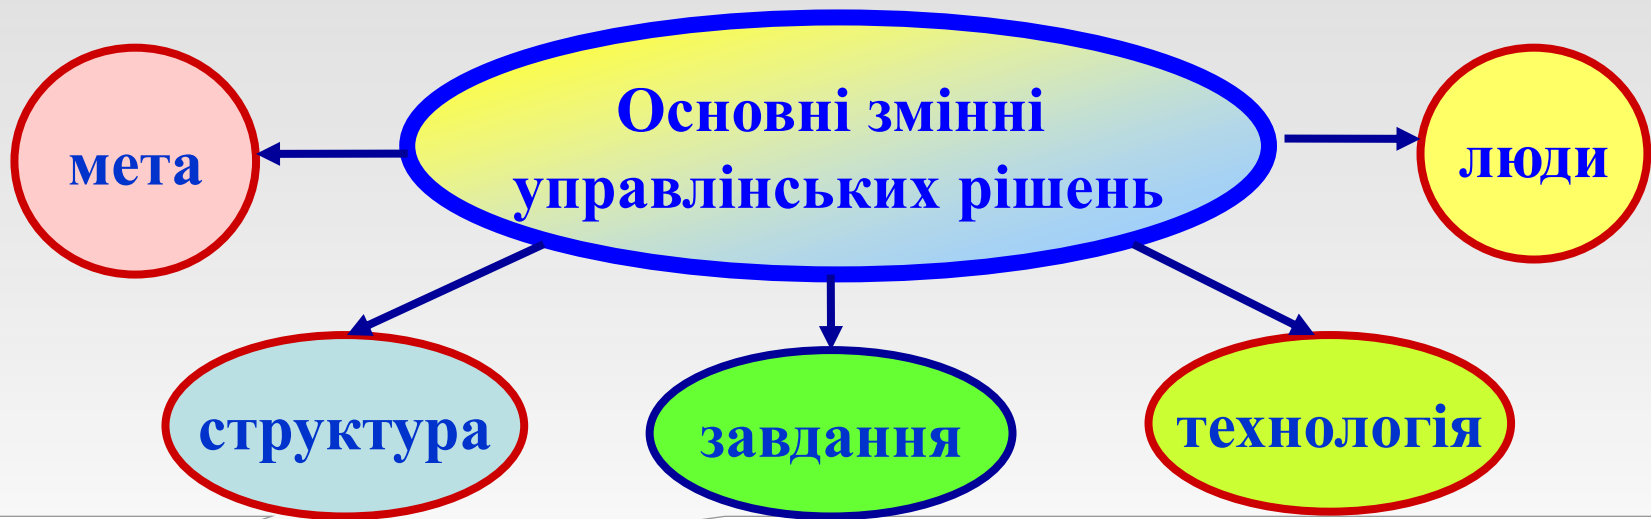 Основні змінні
управлінських рішень
мета
люди
структура
завдання
технологія